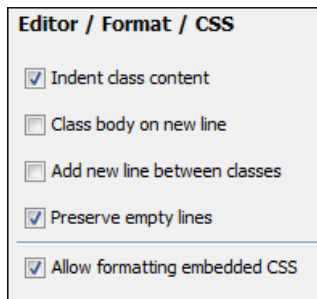 Editor / Format / CSS
Indent class content
Class body on new line
Add new line between classes
Preserve empty lines
Allow formatting embedded CSS